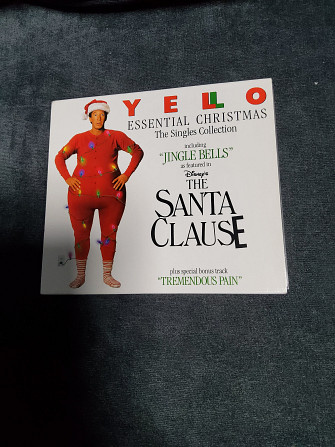 YELLO
ESSENTIAL CHRISTMAS
The Singles Collection
including
"JINGLE BELLS"
as featured in
Disney's
THE
SANTA
CLAUSE
plus special bonus track
"TREMENDOUS PAIN"